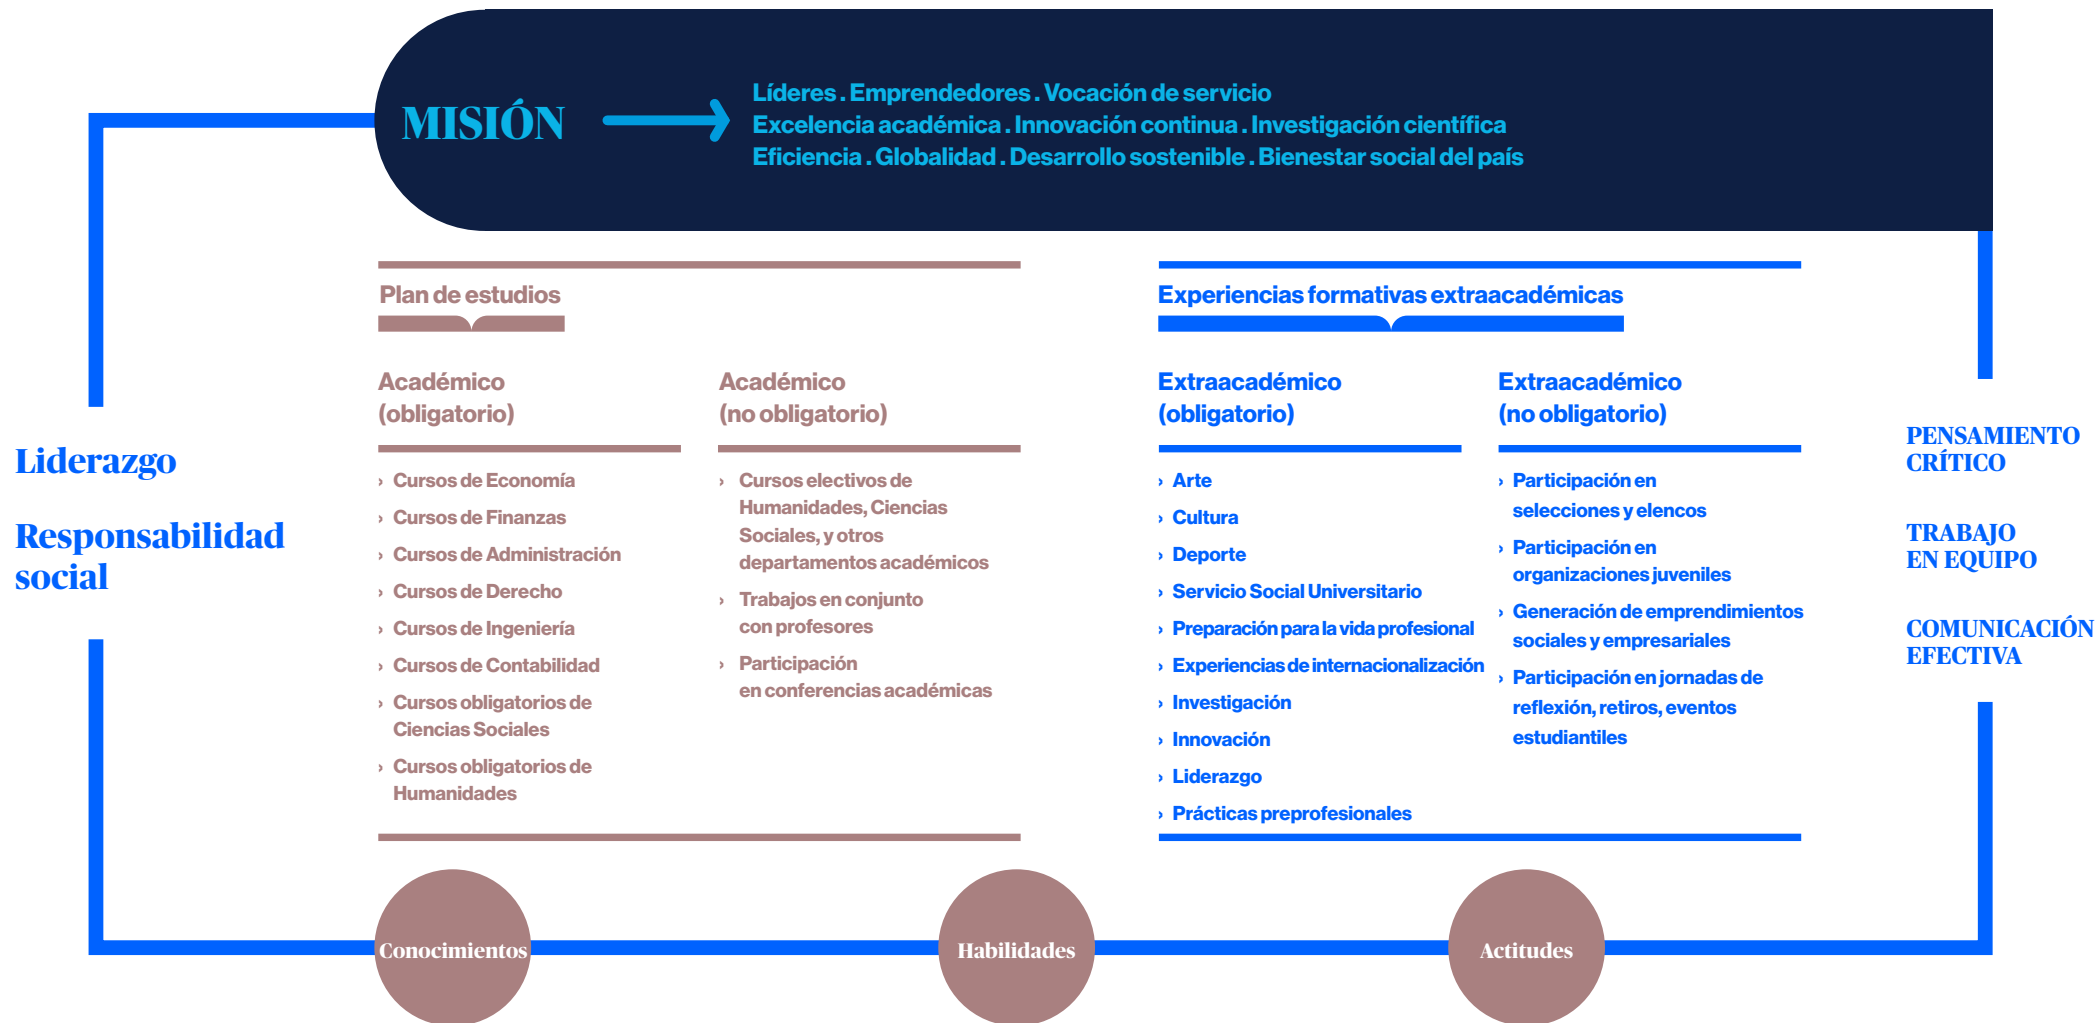 MISIÓN
Líderes . Emprendedores . Vocación de servicio
Excelencia académica . Innovación continua . Investigación científica
Eficiencia . Globalidad . Desarrollo sostenible . Bienestar social del país
Liderazgo
Responsabilidad
social
Plan de estudios
Académico
(obligatorio)
› Cursos de Economía
› Cursos de Finanzas
› Cursos de Administración
› Cursos de Derecho
› Cursos de Ingeniería
› Cursos de Contabilidad
› Cursos obligatorios de
Ciencias Sociales
› Cursos obligatorios de
Humanidades
Académico
(no obligatorio)
› Cursos electivos de
Humanidades, Ciencias
Sociales, y otros
departamentos académicos
› Trabajos en conjunto
con profesores
› Participación
en conferencias académicas
Experiencias formativas extraacadémicas
Extraacadémico
(obligatorio)
› Arte
› Cultura
› Deporte
› Servicio Social Universitario
› Preparación para la vida profesional
› Experiencias de internacionalización
› Investigación
› Innovación
› Liderazgo
› Prácticas preprofesionales
Extraacadémico
(no obligatorio)
› Participación en
selecciones y elencos
› Participación en
organizaciones juveniles
› Generación de emprendimientos
sociales y empresariales
› Participación en jornadas de
reflexión, retiros, eventos
estudiantiles
PENSAMIENTO
CRÍTICO
TRABAJO
EN EQUIPO
COMUNICACIÓN
EFECTIVA
Conocimientos
Habilidades
Actitudes